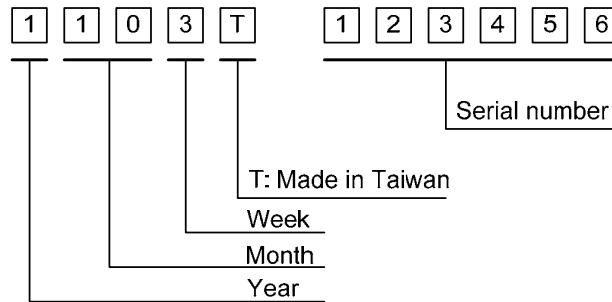 1 1 0 3 T 1 2 3 4 5 6
Serial number
T: Made in Taiwan
Week
Month
Year